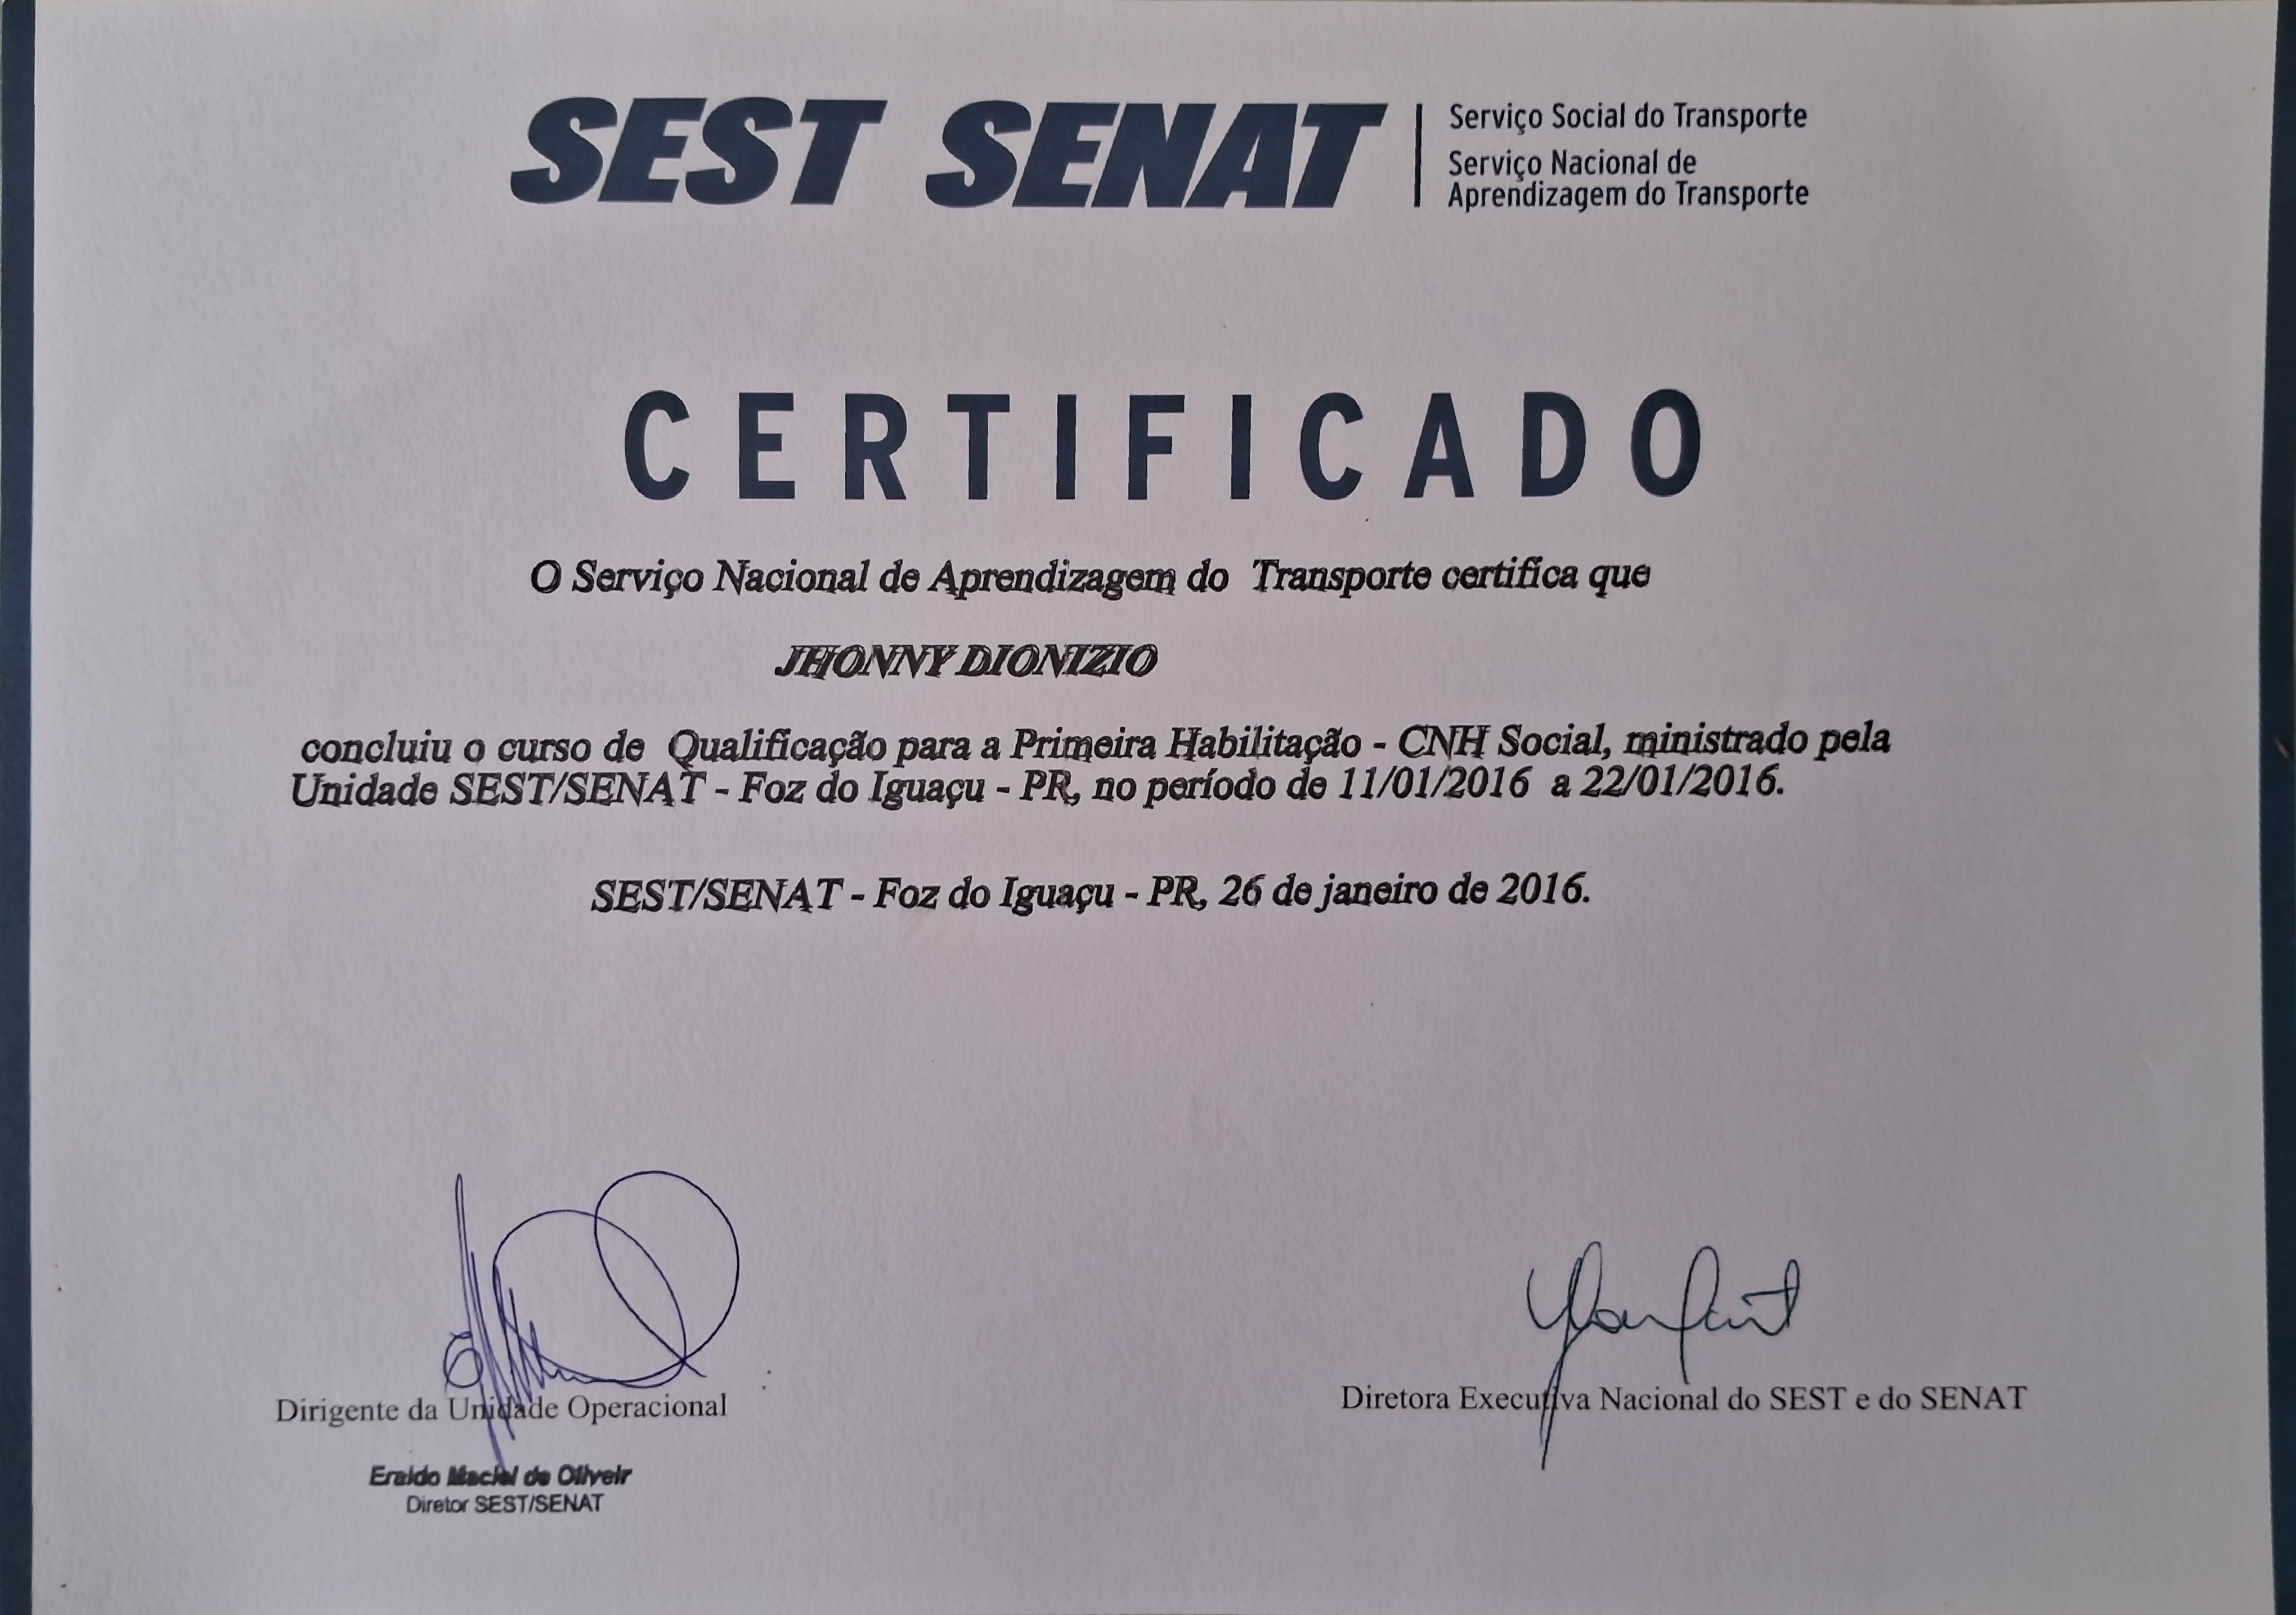 SEST SENAT
Serviço Social do Transporte
Serviço Nacional de
Aprendizagem do Transporte
CERTIFICADO
O Serviço Nacional de Aprendizagem do Transporte certifica que
JHONNY DIONIZIO
concluiu o curso de Qualificação para a Primeira Habilitação - CNH Social, ministrado pela
Unidade SEST/SENAT - Foz do Iguaçu - PR, no período de 11/01/2016 a 22/01/2016.
SEST/SENAT - Foz do Iguaçu - PR, 26 de janeiro de 2016.
Dirigente da Unidade Operacional
Eraldo Maciel de Oliveir
Diretor SEST/SENAT
Diretora Executiva Nacional do SEST e do SENAT